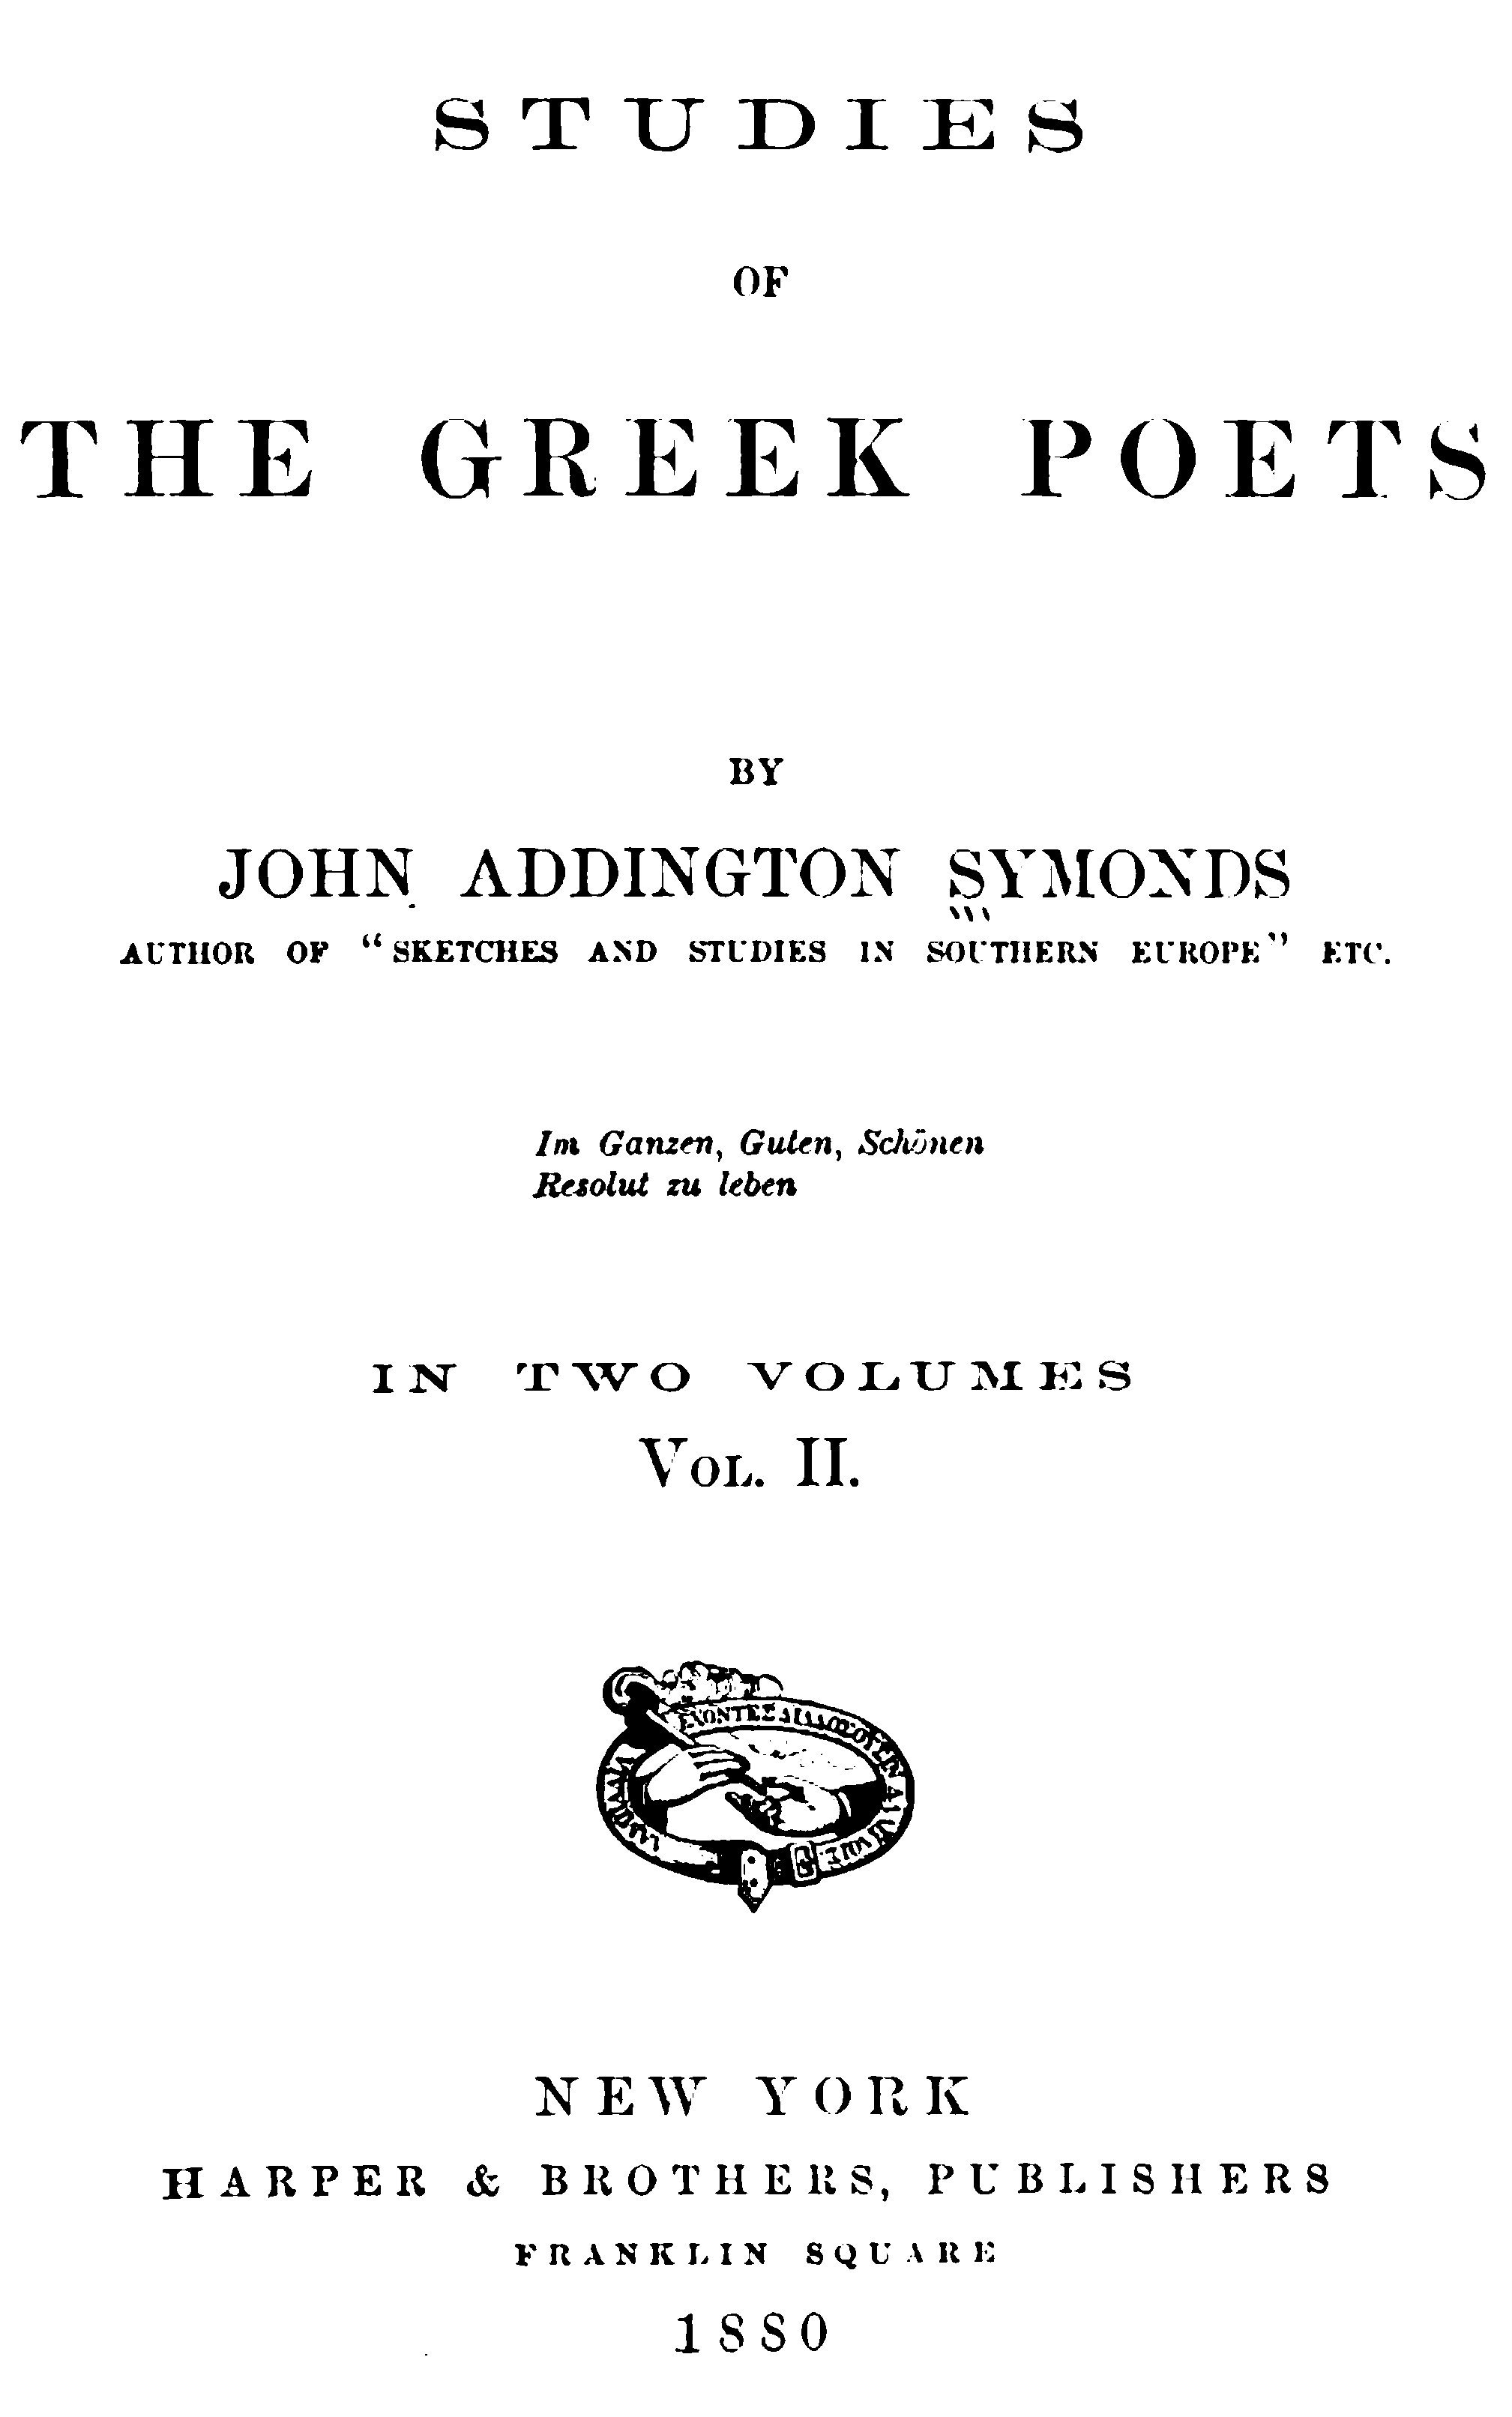 STUDIES
OF
THE GREEK POETS
BY
JOHN ADDINGTON SYMONDS
AUTHOR OF “SKETCHES AND STUDIES IN SOUTHERN EUROPE” ETC.
Im Ganzen, Guten, Schönen
Resolut zu leben
IN TWO VOLUMES
VOL. II.
NEW YORK
HARPER & BROTHERS, PUBLISHERS
FRANKLIN SQUARE
1880